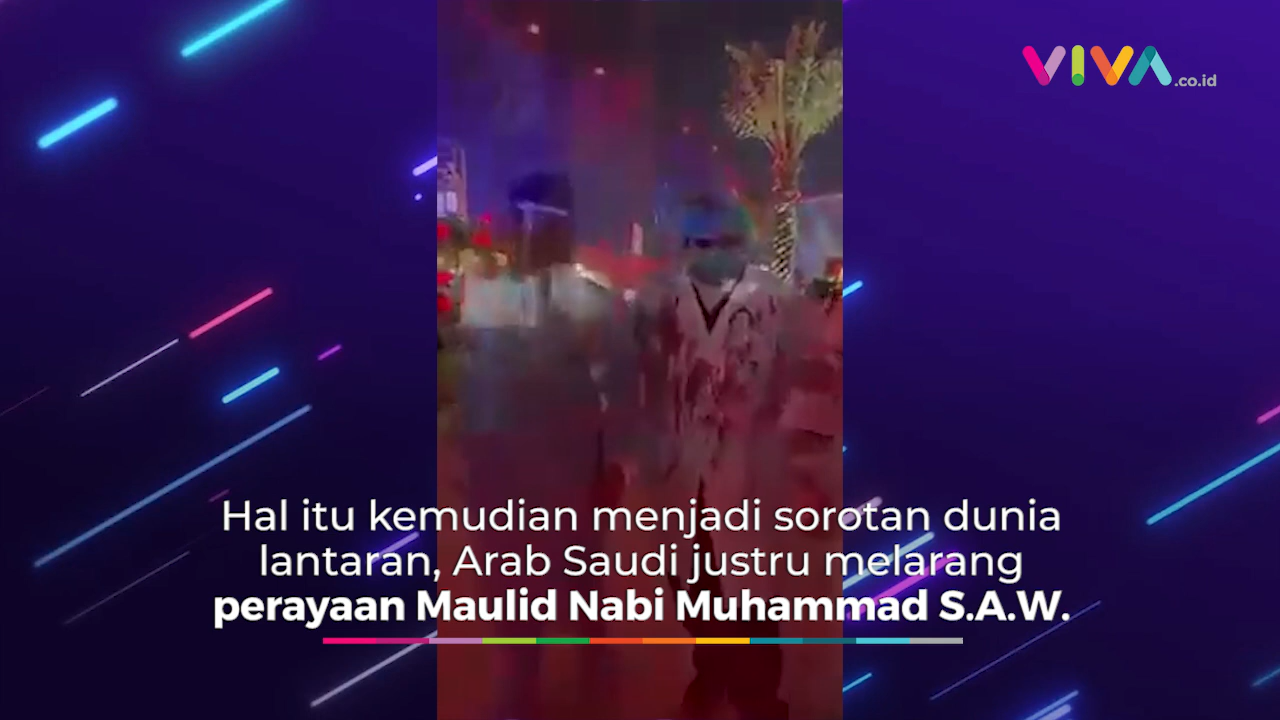 VIVA.co.id
Hal itu kemudian menjadi sorotan dunia
lantaran, Arab Saudi justru melarang
perayaan Maulid Nabi Muhammad S.A.W.